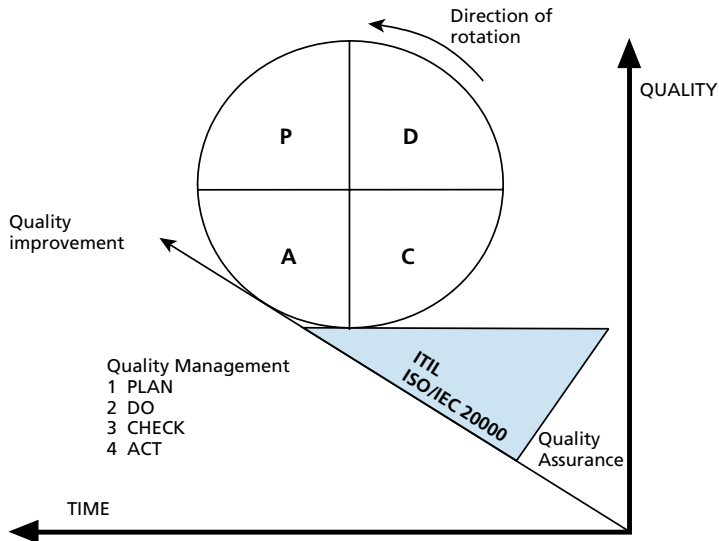 Direction of
rotation
QUALITY
P
D
A
C
Quality
improvement
Quality Management
1 PLAN
2 DO
3 CHECK
4 ACT
ITIL
ISO/IEC 20000
Quality
Assurance
TIME